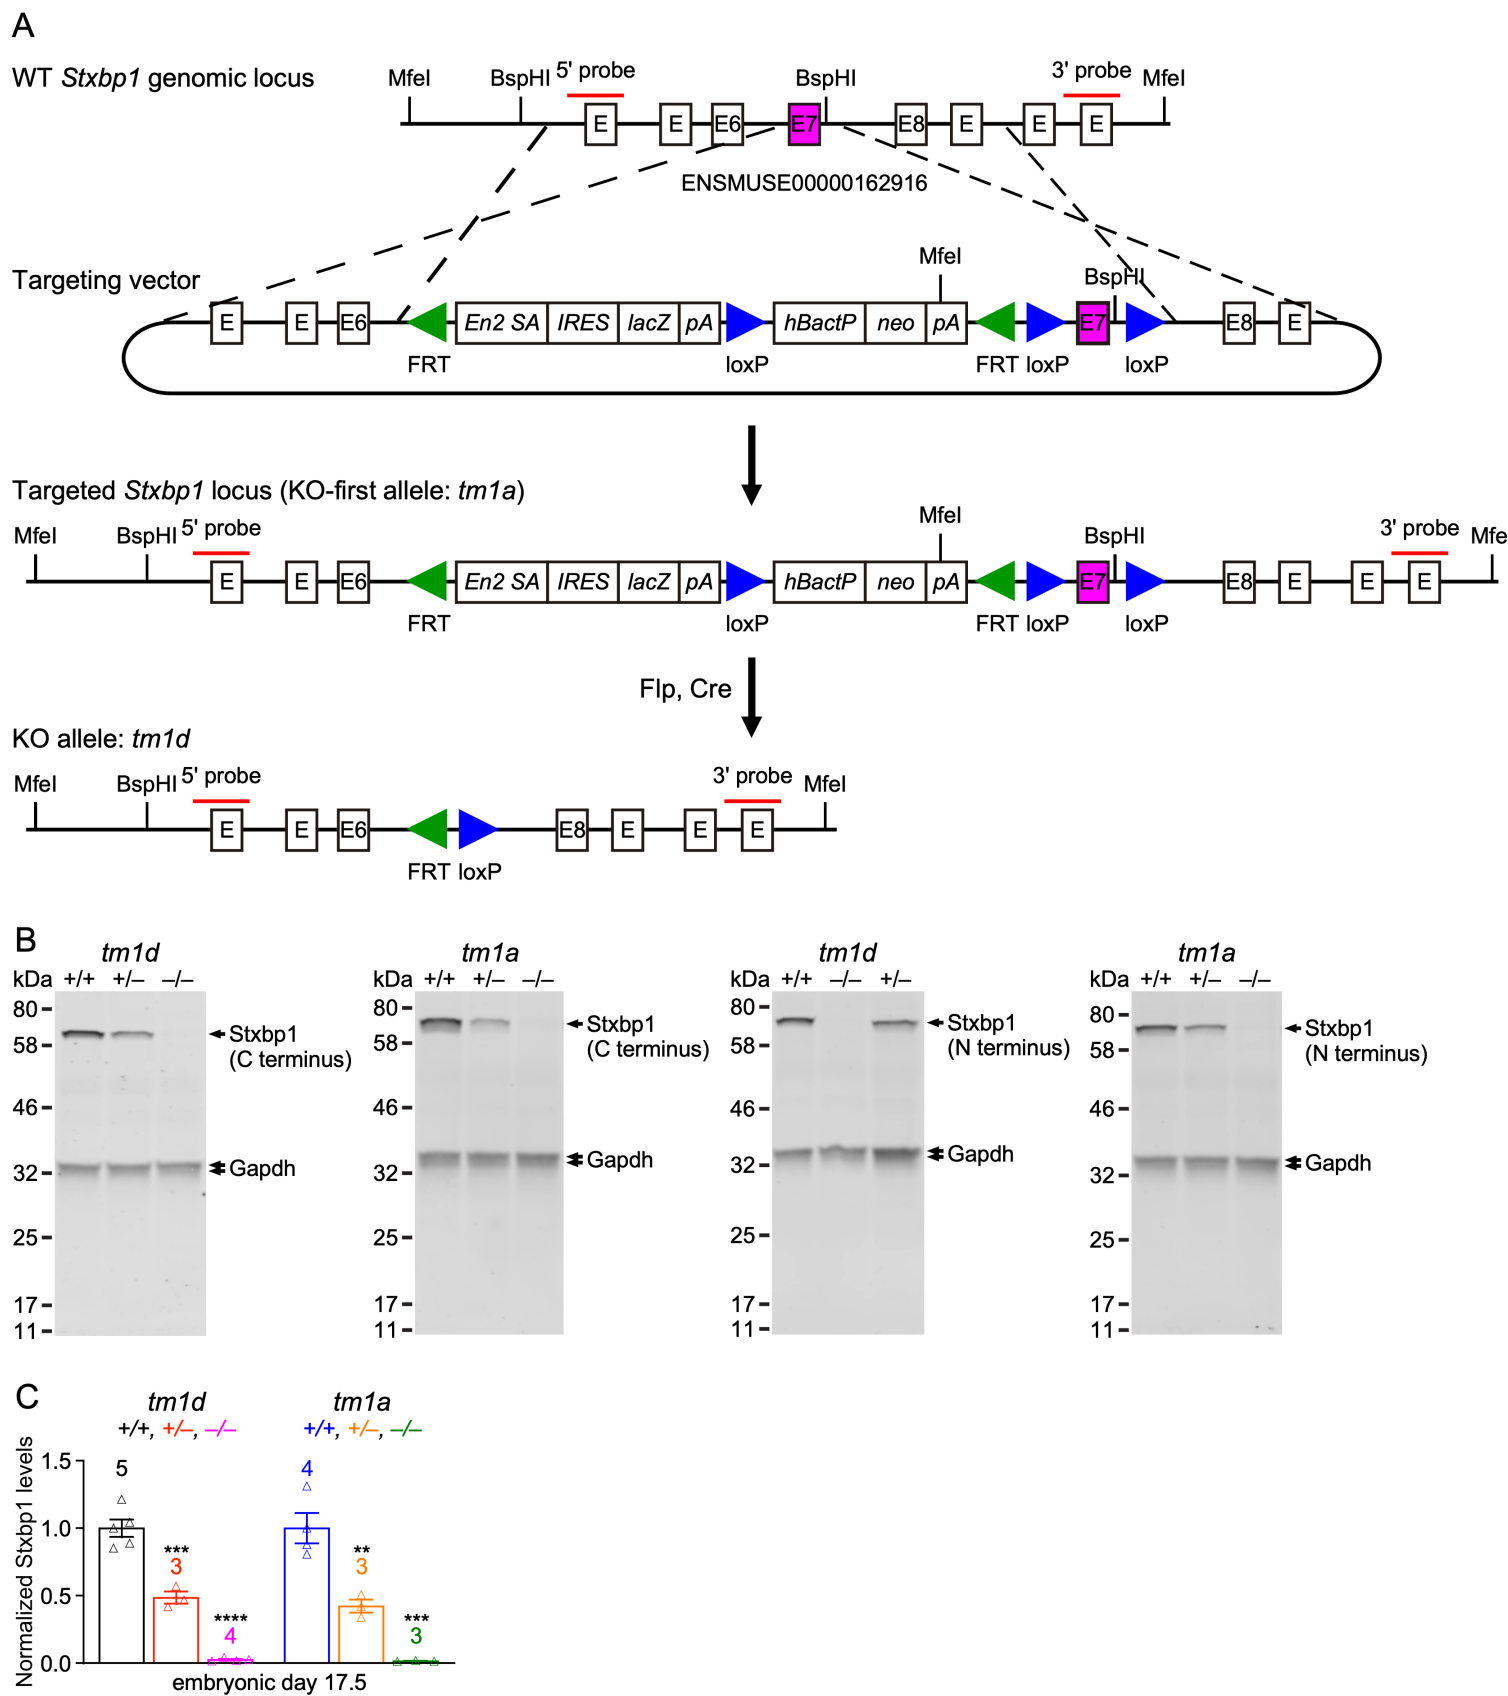 A
WT Stxbp1 genomic locus
MfeI BspHI 5' probe BspHI 3' probe MfeI
E E E6 E7 E8 E E E
ENSMUSE00000162916
Targeting vector
MfeI BspHI
E E E6 En2 SA IRES lacZ pA hBactP neo pA E7 E8 E
FRT loxP FRT loxP loxP
Targeted Stxbp1 locus (KO-first allele: tm1a)
MfeI BspHI 5' probe MfeI BspHI 3' probe Mfe
E E E6 En2 SA IRES lacZ pA hBactP neo pA E7 E8 E E E
FRT loxP FRT loxP loxP
Flp, Cre
KO allele: tm1d
MfeI BspHI 5' probe 3' probe MfeI
E E E6 E8 E E E
FRT loxP
B
tm1d tm1a tm1d tm1a
kDa +/+ +/– –/– kDa +/+ +/– –/– kDa +/+ –/– +/– kDa +/+ +/– –/–
80 80 80 80
Stxbp1 Stxbp1 Stxbp1 Stxbp1
58 58 58 58
(C terminus) (C terminus) (N terminus) (N terminus)
46 46 46 46
Gapdh Gapdh Gapdh Gapdh
32 32 32 32
25 25 25 25
17 17 17 17
11 11 11 11
C
tm1d tm1a
+/+, +/–, –/– +/+, +/–, –/–
Normalized Stxbp1 levels
1.5 5 4
1.0
*** **
3 3
0.5
**** ***
4 3
0.0
embryonic day 17.5